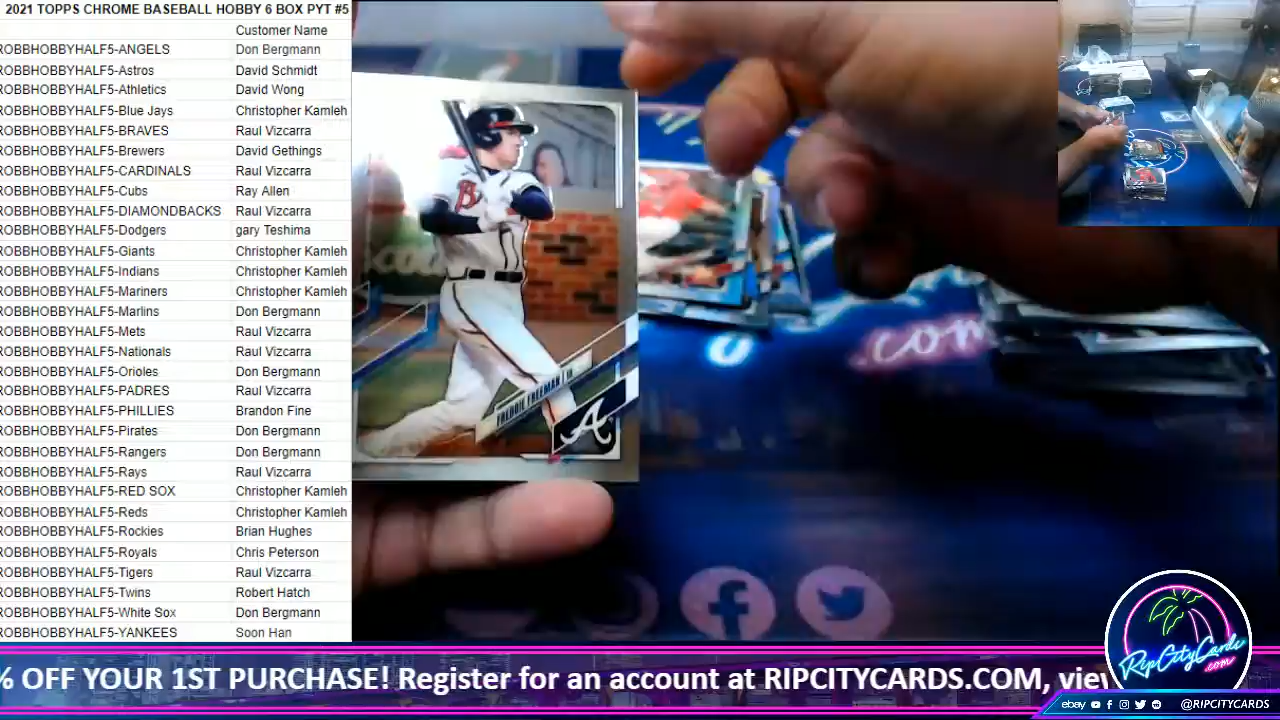 2021 TOPPS CHROME BASEBALL HOBBY 6 BOX PYT #5
Customer Name
ROBBHOBBYHALF5-ANGELS Don Bergmann
ROBBHOBBYHALF5-Astros David Schmidt
ROBBHOBBYHALF5-Athletics David Wong
ROBBHOBBYHALF5-Blue Jays Christopher Kamleh
ROBBHOBBYHALF5-BRAVES Raul Vizcarra
ROBBHOBBYHALF5-Brewers David Gethings
ROBBHOBBYHALF5-CARDINALS Raul Vizcarra
ROBBHOBBYHALF5-Cubs Ray Allen
ROBBHOBBYHALF5-DIAMONDBACKS Raul Vizcarra
ROBBHOBBYHALF5-Dodgers gary Teshima
ROBBHOBBYHALF5-Giants Christopher Kamleh
ROBBHOBBYHALF5-Indians Christopher Kamleh
ROBBHOBBYHALF5-Mariners Christopher Kamleh
ROBBHOBBYHALF5-Marlins Don Bergmann
ROBBHOBBYHALF5-Mets Raul Vizcarra
ROBBHOBBYHALF5-Nationals Raul Vizcarra
ROBBHOBBYHALF5-Orioles Don Bergmann
ROBBHOBBYHALF5-PADRES Raul Vizcarra
ROBBHOBBYHALF5-PHILLIES Brandon Fine
ROBBHOBBYHALF5-Pirates Don Bergmann
ROBBHOBBYHALF5-Rangers Don Bergmann
ROBBHOBBYHALF5-Rays Raul Vizcarra
ROBBHOBBYHALF5-RED SOX Christopher Kamleh
ROBBHOBBYHALF5-Reds Christopher Kamleh
ROBBHOBBYHALF5-Rockies Brian Hughes
ROBBHOBBYHALF5-Royals Chris Peterson
ROBBHOBBYHALF5-Tigers Raul Vizcarra
ROBBHOBBYHALF5-Twins Robert Hatch
ROBBHOBBYHALF5-White Sox Don Bergmann
ROBBHOBBYHALF5-YANKEES Soon Han
FREDDIE FREEMAN | 1B
A
.com
% OFF YOUR 1ST PURCHASE! Register for an account at RIPCITYCARDS.COM, view
RipCityCards
.com
ebay @RIPCITYCARDS